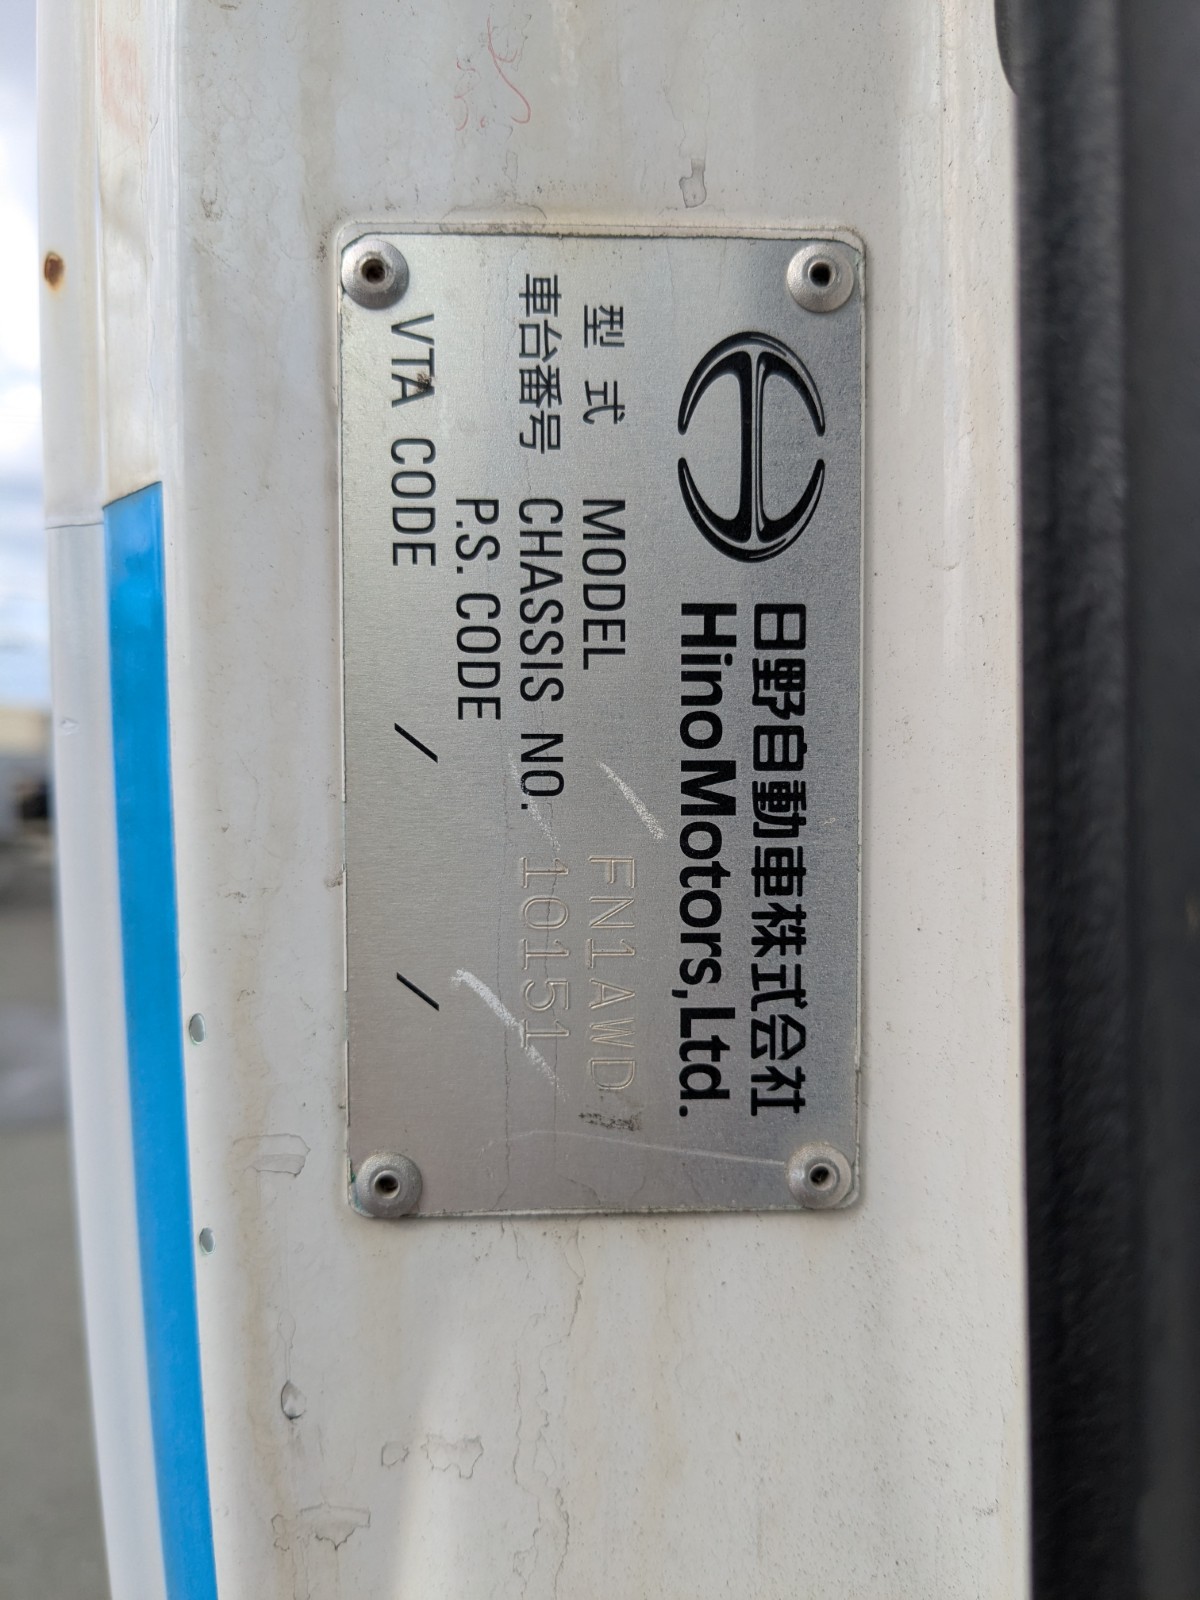 日野自動車株式会社
Hino Motors, Ltd.
型 式 MODEL FN1AWD
車台番号 CHASSIS NO. 10151
P.S. CODE
VTA CODE / /